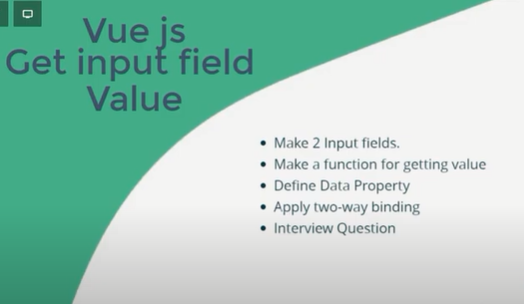 Vue js
Get input field
Value
Make 2 Input fields.
Make a function for getting value
Define Data Property
Apply two-way binding
Interview Question